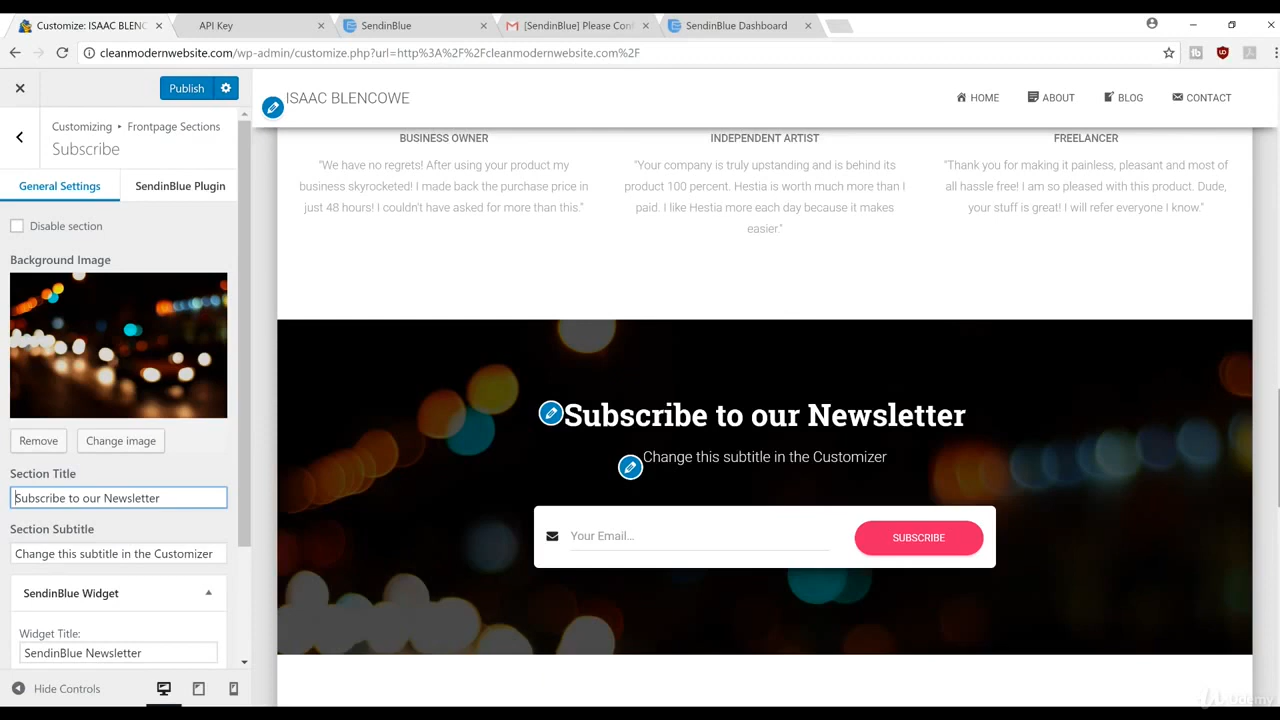 Customize: ISAAC BLENC
API Key
SendinBlue
[SendinBlue] Please Con
SendinBlue Dashboard
cleanmodernwebsite.com/wp-admin/customize.php?url=http%3A%2F%2Fcleanmodernwebsite.com%2F
Publish
Customizing ▸ Frontpage Sections
Subscribe
General Settings
SendinBlue Plugin
Disable section
Background Image
Remove
Change image
Section Title
Subscribe to our Newsletter
Section Subtitle
Change this subtitle in the Customizer
SendinBlue Widget
Widget Title:
SendinBlue Newsletter
Hide Controls
ISAAC BLENCOWE
HOME
ABOUT
BLOG
CONTACT
BUSINESS OWNER
"We have no regrets! After using your product my
business skyrocketed! I made back the purchase price in
just 48 hours! I couldn't have asked for more than this."
INDEPENDENT ARTIST
"Your company is truly upstanding and is behind its
product 100 percent. Hestia is worth much more than I
paid. I like Hestia more each day because it makes
easier."
FREELANCER
"Thank you for making it painless, pleasant and most of
all hassle free! I am so pleased with this product. Dude,
your stuff is great! I will refer everyone I know."
Subscribe to our Newsletter
Change this subtitle in the Customizer
Your Email...
SUBSCRIBE
Udemy